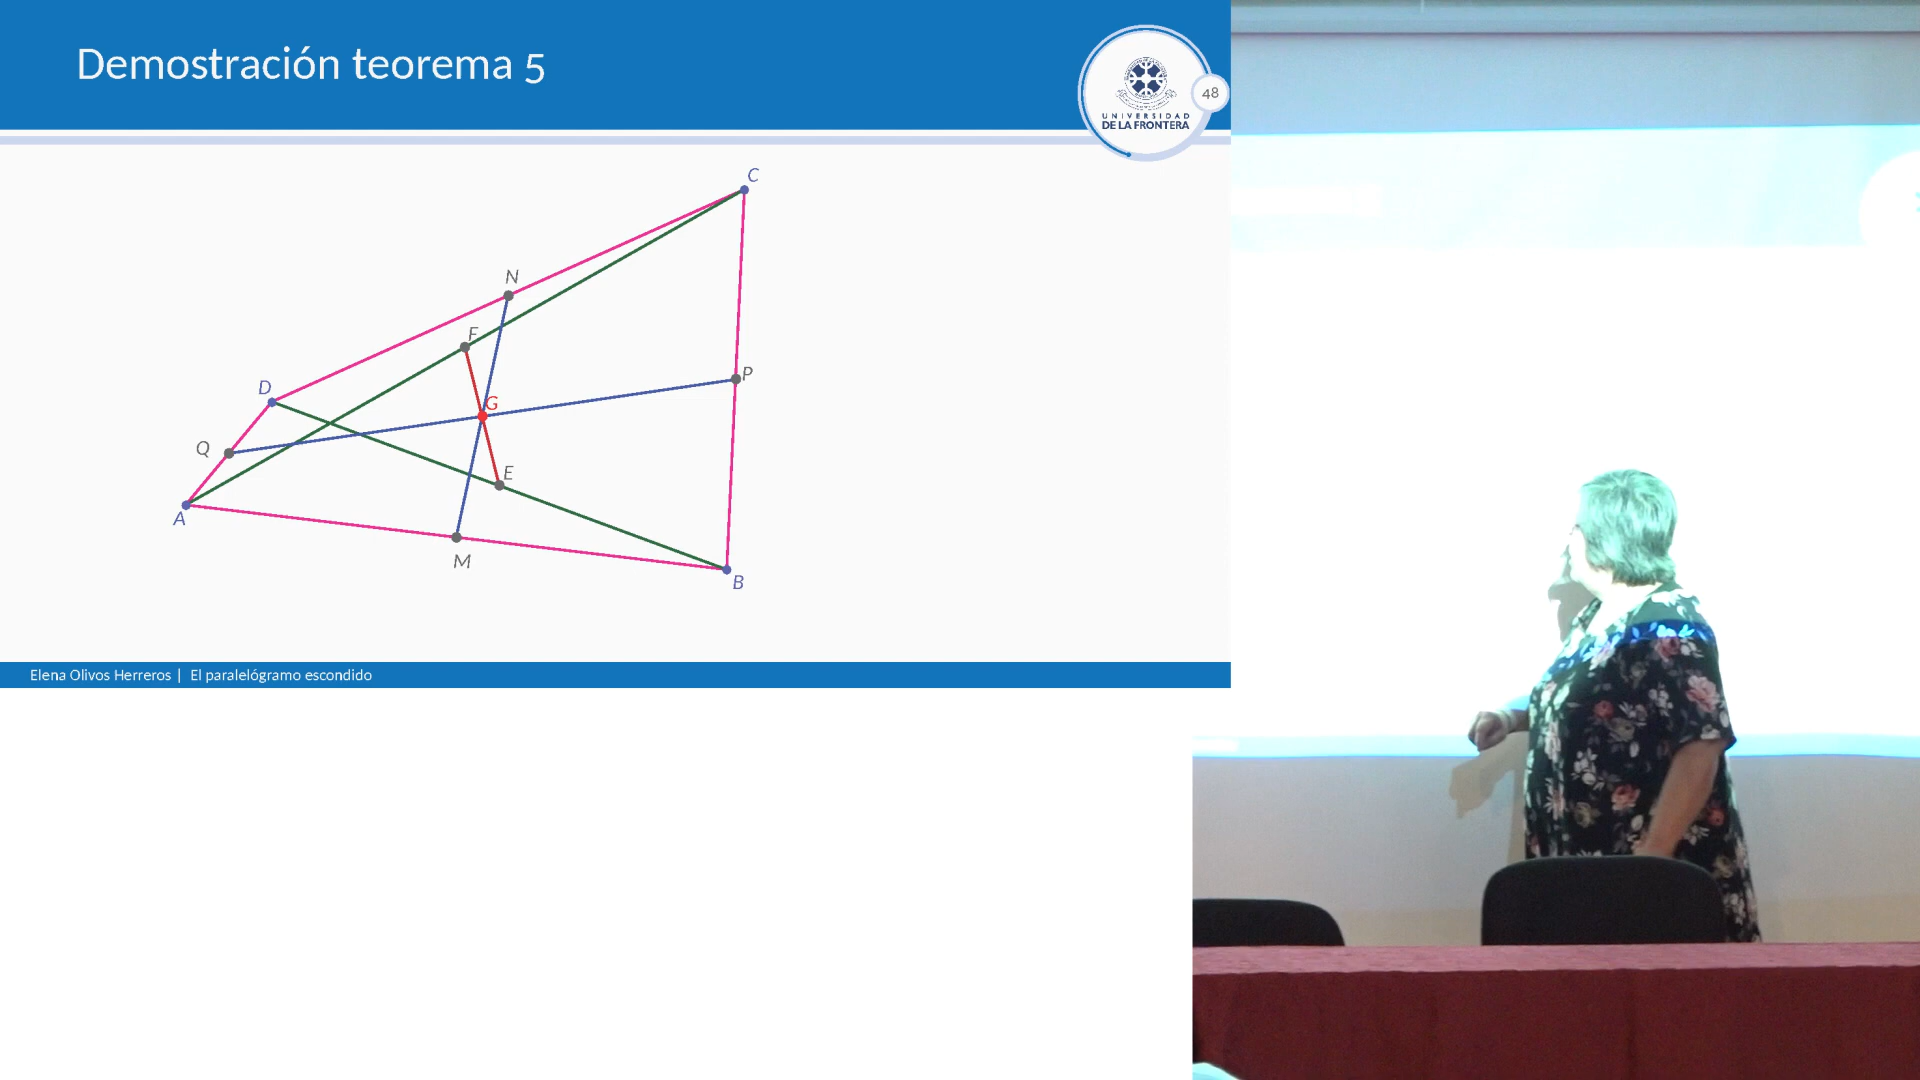 Demostración teorema 5
48
UNIVERSIDAD
DE LA FRONTERA
C
N
F
D
P
G
Q
E
A
M
B
Elena Olivos Herreros | El paralelógramo escondido